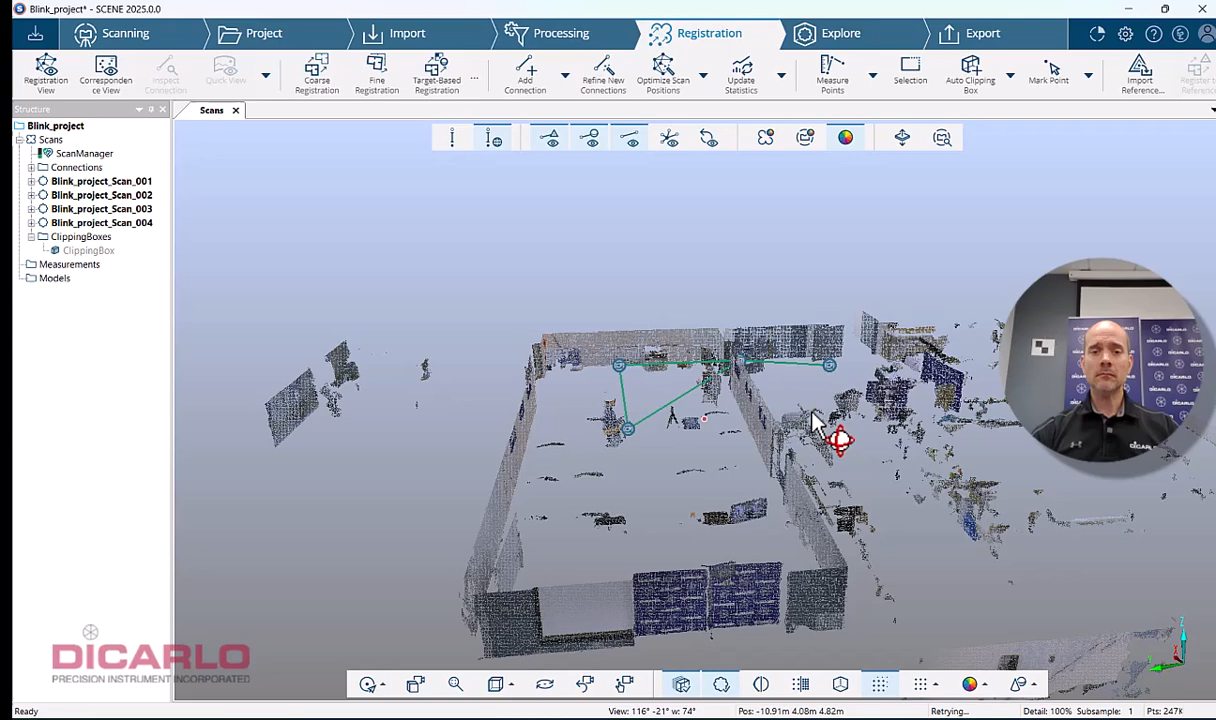 Blink_project* - SCENE 2025.0.0
Scanning
Project
Import
Processing
Registration
Explore
Export
Registration View
Corresponden ce View
Inspect Connection
Quick View
Coarse Registration
Fine Registration
Target-Based Registration
...
Add Connection
Refine New Connections
Optimize Scan Positions
Update Statistics
Measure Points
Selection
Auto Clipping Box
Mark Point
Import Reference...
Register to
Structure
Scans
Blink_project
Scans
ScanManager
Connections
Blink_project_Scan_001
Blink_project_Scan_002
Blink_project_Scan_003
Blink_project_Scan_004
ClippingBoxes
ClippingBox
Measurements
Models
DICARLO
DICARLO
PRECISION INSTRUMENT INCORPORATED
Z
Ready
View: 116° -21° w: 74°
Pos: -10.91m 4.08m 4.82m
Retrying...
Detail: 100% Subsample: 1 Pts: 247K